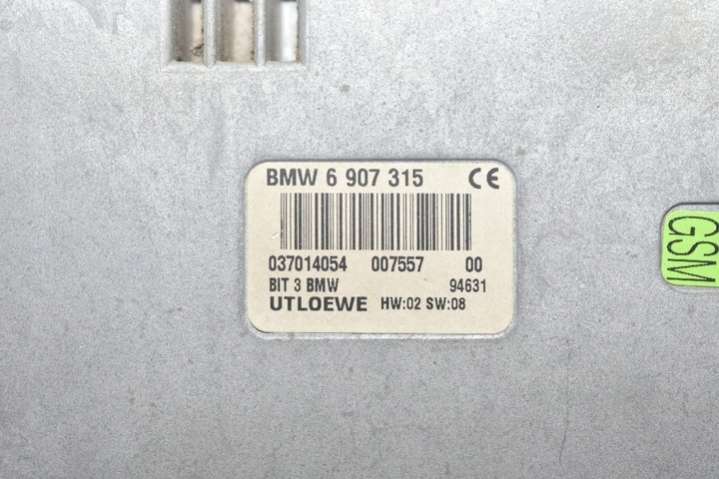 BMW 6 907 315 CE
037014054 007557 00
BIT 3 BMW 94631
UTLOEWE HW:02 SW:08
GSM